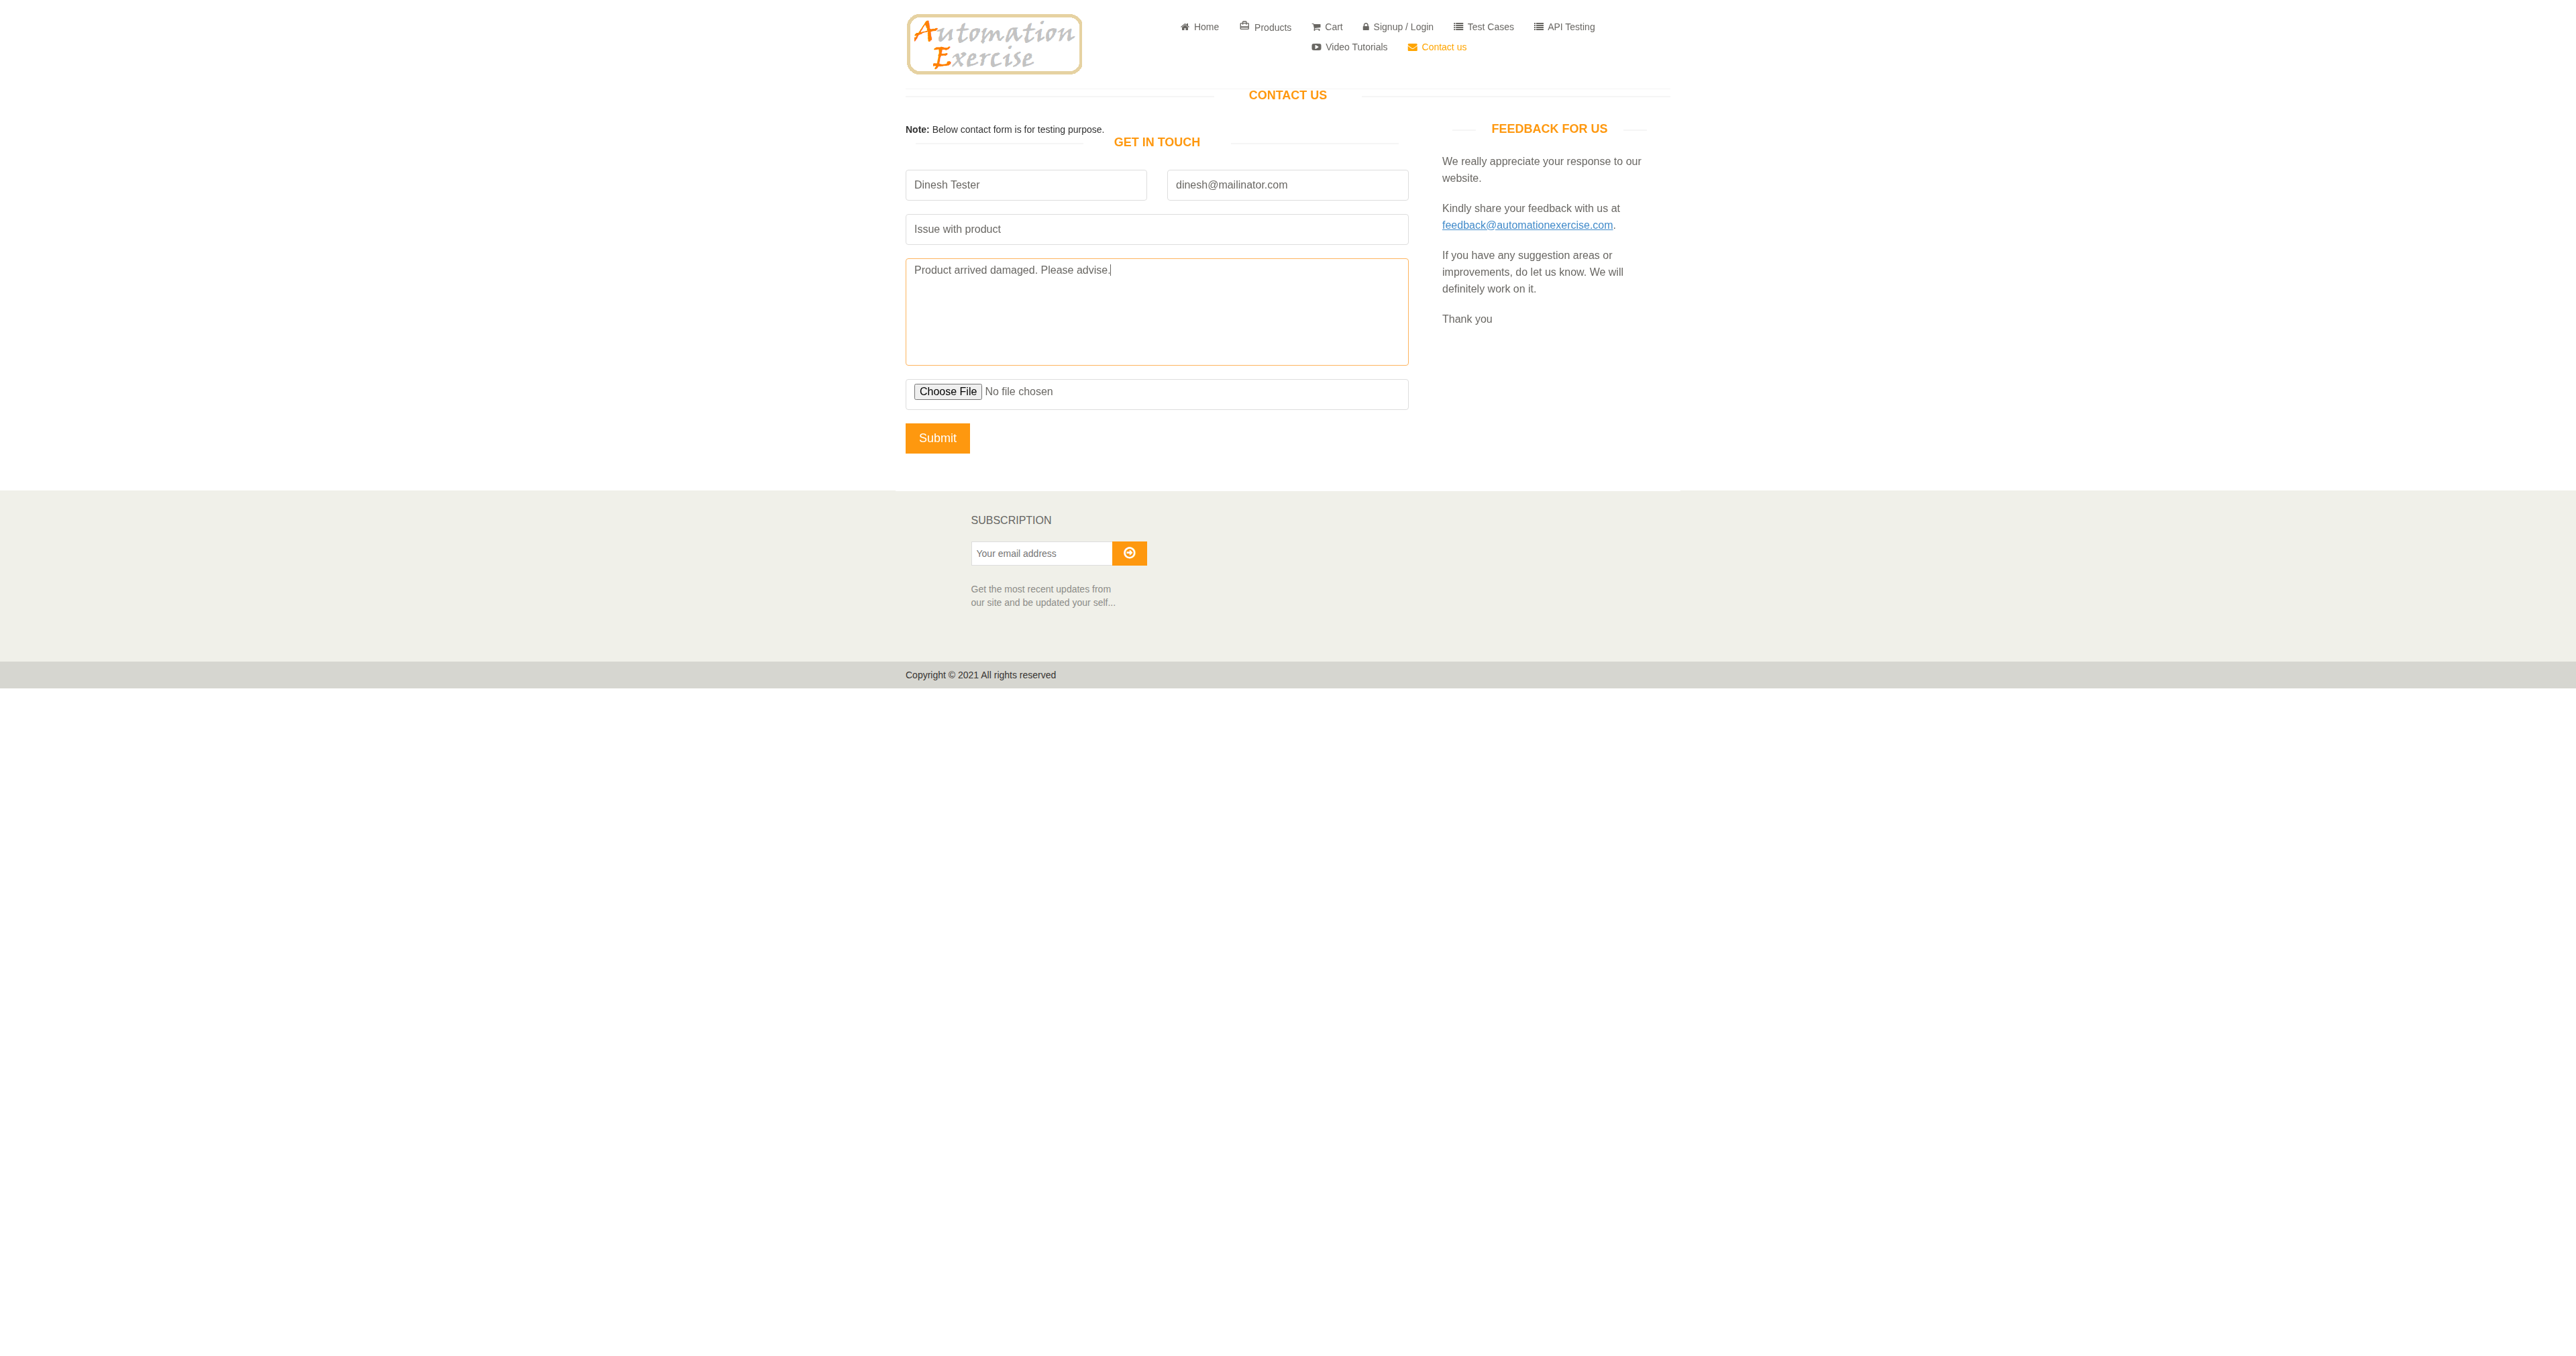 Automation
Exercise
Home
Products
Cart
Signup / Login
Test Cases
API Testing
Video Tutorials
Contact us
CONTACT US
Note: Below contact form is for testing purpose.
GET IN TOUCH
Dinesh Tester
dinesh@mailinator.com
Issue with product
Product arrived damaged. Please advise.
Choose File No file chosen
Submit
FEEDBACK FOR US
We really appreciate your response to our
website.
Kindly share your feedback with us at
feedback@automationexercise.com.
If you have any suggestion areas or
improvements, do let us know. We will
definitely work on it.
Thank you
SUBSCRIPTION
Your email address
Get the most recent updates from
our site and be updated your self...
Copyright © 2021 All rights reserved